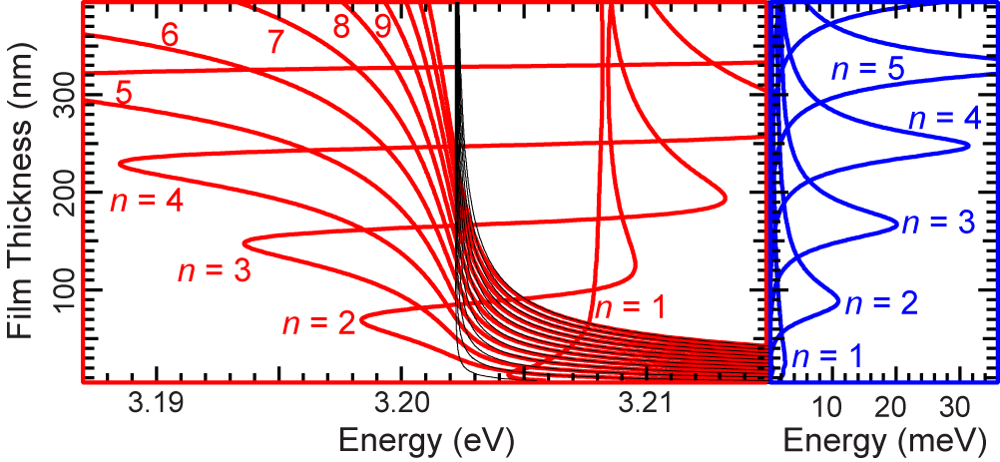 6
7
8
9
5
n = 4
n = 3
n = 2
n = 1
n = 5
n = 4
n = 3
n = 2
n = 1
Film Thickness (nm)
300
200
100
3.19
3.20
3.21
10
20
30
Energy (eV)
Energy (meV)